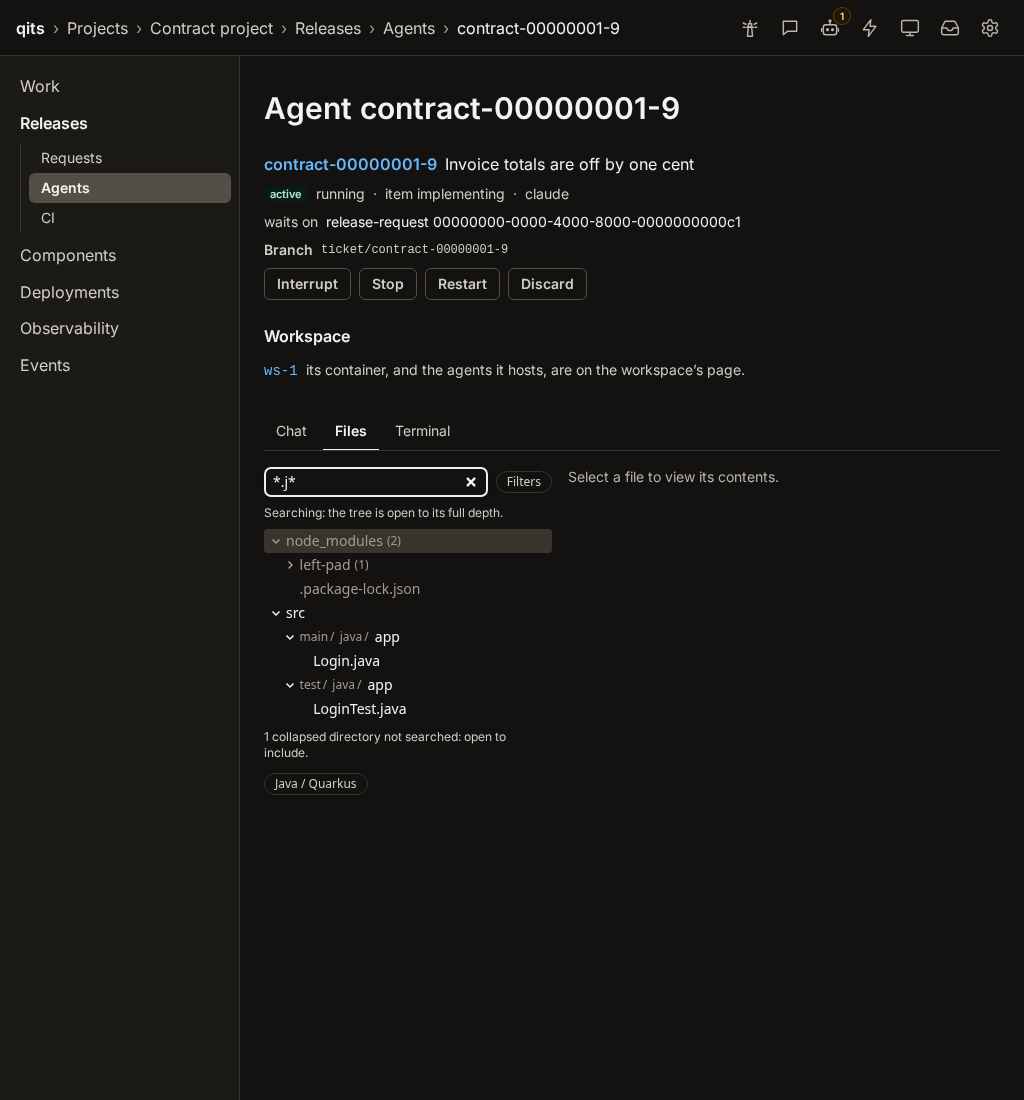 qits › Projects › Contract project › Releases › Agents › contract-00000001-9
1
Work
Releases
Requests
Agents
CI
Components
Deployments
Observability
Events
Agent contract-00000001-9
contract-00000001-9 Invoice totals are off by one cent
active running · item implementing · claude
waits on release-request 00000000-0000-4000-8000-0000000000c1
Branch ticket/contract-00000001-9
Interrupt Stop Restart Discard
Workspace
ws-1 its container, and the agents it hosts, are on the workspace’s page.
Chat Files Terminal
*.j* Filters
Searching: the tree is open to its full depth.
node_modules (2)
left-pad (1)
.package-lock.json
src
main/ java/ app
Login.java
test/ java/ app
LoginTest.java
1 collapsed directory not searched: open to
include.
Java / Quarkus
Select a file to view its contents.